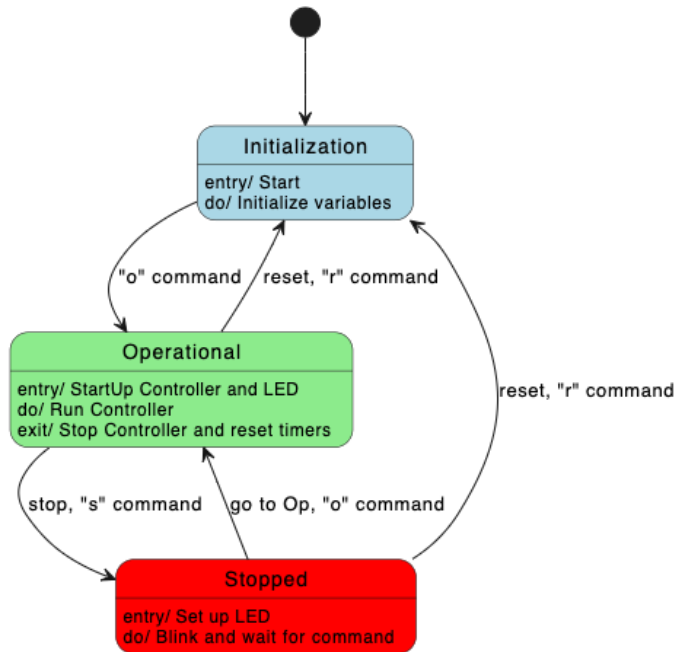 Initialization
entry/ Start
do/ Initialize variables
"o" command
reset, "r" command
Operational
entry/ StartUp Controller and LED
do/ Run Controller
exit/ Stop Controller and reset timers
reset, "r" command
stop, "s" command
go to Op, "o" command
Stopped
entry/ Set up LED
do/ Blink and wait for command